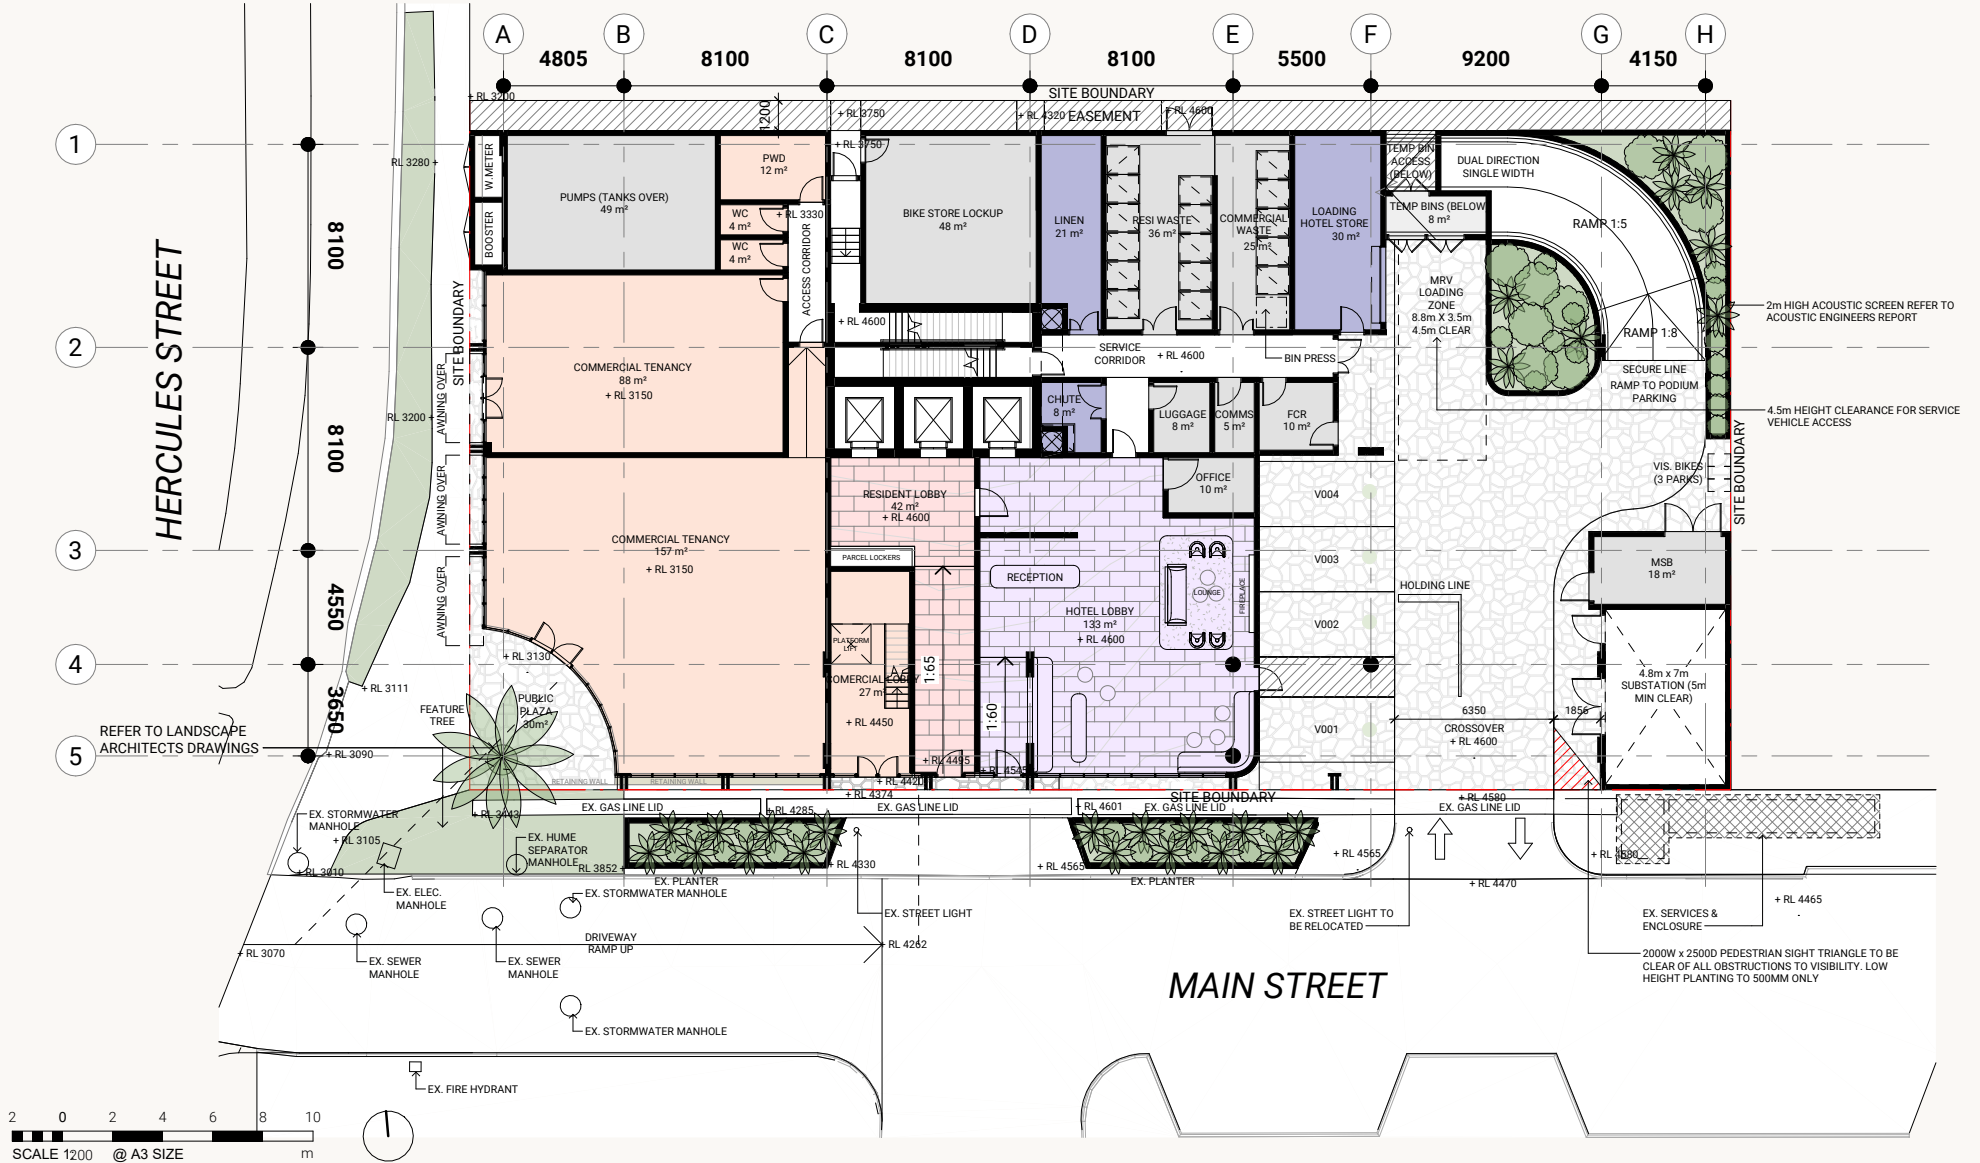 A
B
C
D
E
F
G
H
4805
8100
8100
8100
5500
9200
4150
SITE BOUNDARY
EASEMENT
1200
+ RL 3200
+ RL 3750
+ RL 4320
+ RL 4600
1
2
3
4
5
8100
8100
4550
3650
HERCULES STREET
RL 3280 +
RL 3200 +
SITE BOUNDARY
AWNING OVER
AWNING OVER
AWNING OVER
W.METER
BOOSTER
PUMPS (TANKS OVER)
49 m²
PWD
12 m²
WC
4 m²
WC
4 m²
+ RL 3330
ACCESS CORRIDOR
+ RL 3750
BIKE STORE LOCKUP
48 m²
LINEN
21 m²
RESI WASTE
36 m²
COMMERCIAL
WASTE
25 m²
LOADING
HOTEL STORE
30 m²
TEMP BIN
ACCESS
(BELOW)
TEMP BINS (BELOW
8 m²
DUAL DIRECTION
SINGLE WIDTH
RAMP 1:5
RAMP 1:8
MRV
LOADING
ZONE
8.8m X 3.5m
4.5m CLEAR
2m HIGH ACOUSTIC SCREEN REFER TO
ACOUSTIC ENGINEERS REPORT
SECURE LINE
RAMP TO PODIUM
PARKING
4.5m HEIGHT CLEARANCE FOR SERVICE
VEHICLE ACCESS
+ RL 4600
SERVICE
CORRIDOR
+ RL 4600
BIN PRESS
COMMERCIAL TENANCY
88 m²
+ RL 3150
CHUTE
8 m²
LUGGAGE
8 m²
COMMS
5 m²
FCR
10 m²
OFFICE
10 m²
VIS. BIKES
(3 PARKS)
SITE BOUNDARY
V004
V003
V002
V001
RESIDENT LOBBY
42 m²
+ RL 4600
PARCEL LOCKERS
COMMERCIAL TENANCY
157 m²
+ RL 3150
RECEPTION
LOUNGE
FIREPLACE
HOTEL LOBBY
133 m²
+ RL 4600
MSB
18 m²
HOLDING LINE
PLATFORM
LIFT
COMERCIAL LOBBY
27 m²
+ RL 4450
1:65
1:60
4.8m x 7m
SUBSTATION (5m
MIN CLEAR)
6350
1856
CROSSOVER
+ RL 4600
+ RL 3130
PUBLIC
PLAZA
30m²
+ RL 3111
FEATURE
TREE
REFER TO LANDSCAPE
ARCHITECTS DRAWINGS
+ RL 3090
RETAINING WALL
RETAINING WALL
+ RL 4495
+ RL 4545
+ RL 4420
+ RL 4374
SITE BOUNDARY
+ RL 4580
EX. GAS LINE LID
+ RL 4285
EX. GAS LINE LID
+ RL 4601
EX. GAS LINE LID
EX. GAS LINE LID
+ RL 3443
EX. STORMWATER
MANHOLE
+ RL 3105
EX. HUME
SEPARATOR
MANHOLE
RL 3852 +
+ RL 4330
+ RL 4565
+ RL 4565
+ RL 4580
+ RL 3010
EX. PLANTER
EX. PLANTER
+ RL 4470
+ RL 4465
EX. ELEC.
MANHOLE
EX. STORMWATER MANHOLE
EX. STREET LIGHT
EX. STREET LIGHT TO
BE RELOCATED
EX. SERVICES &
ENCLOSURE
DRIVEWAY
RAMP UP
+ RL 4262
+ RL 3070
EX. SEWER
MANHOLE
EX. SEWER
MANHOLE
2000W x 2500D PEDESTRIAN SIGHT TRIANGLE TO BE
CLEAR OF ALL OBSTRUCTIONS TO VISIBILITY. LOW
HEIGHT PLANTING TO 500MM ONLY
MAIN STREET
EX. STORMWATER MANHOLE
EX. FIRE HYDRANT
2 0 2 4 6 8 10
SCALE 1:200 @ A3 SIZE m